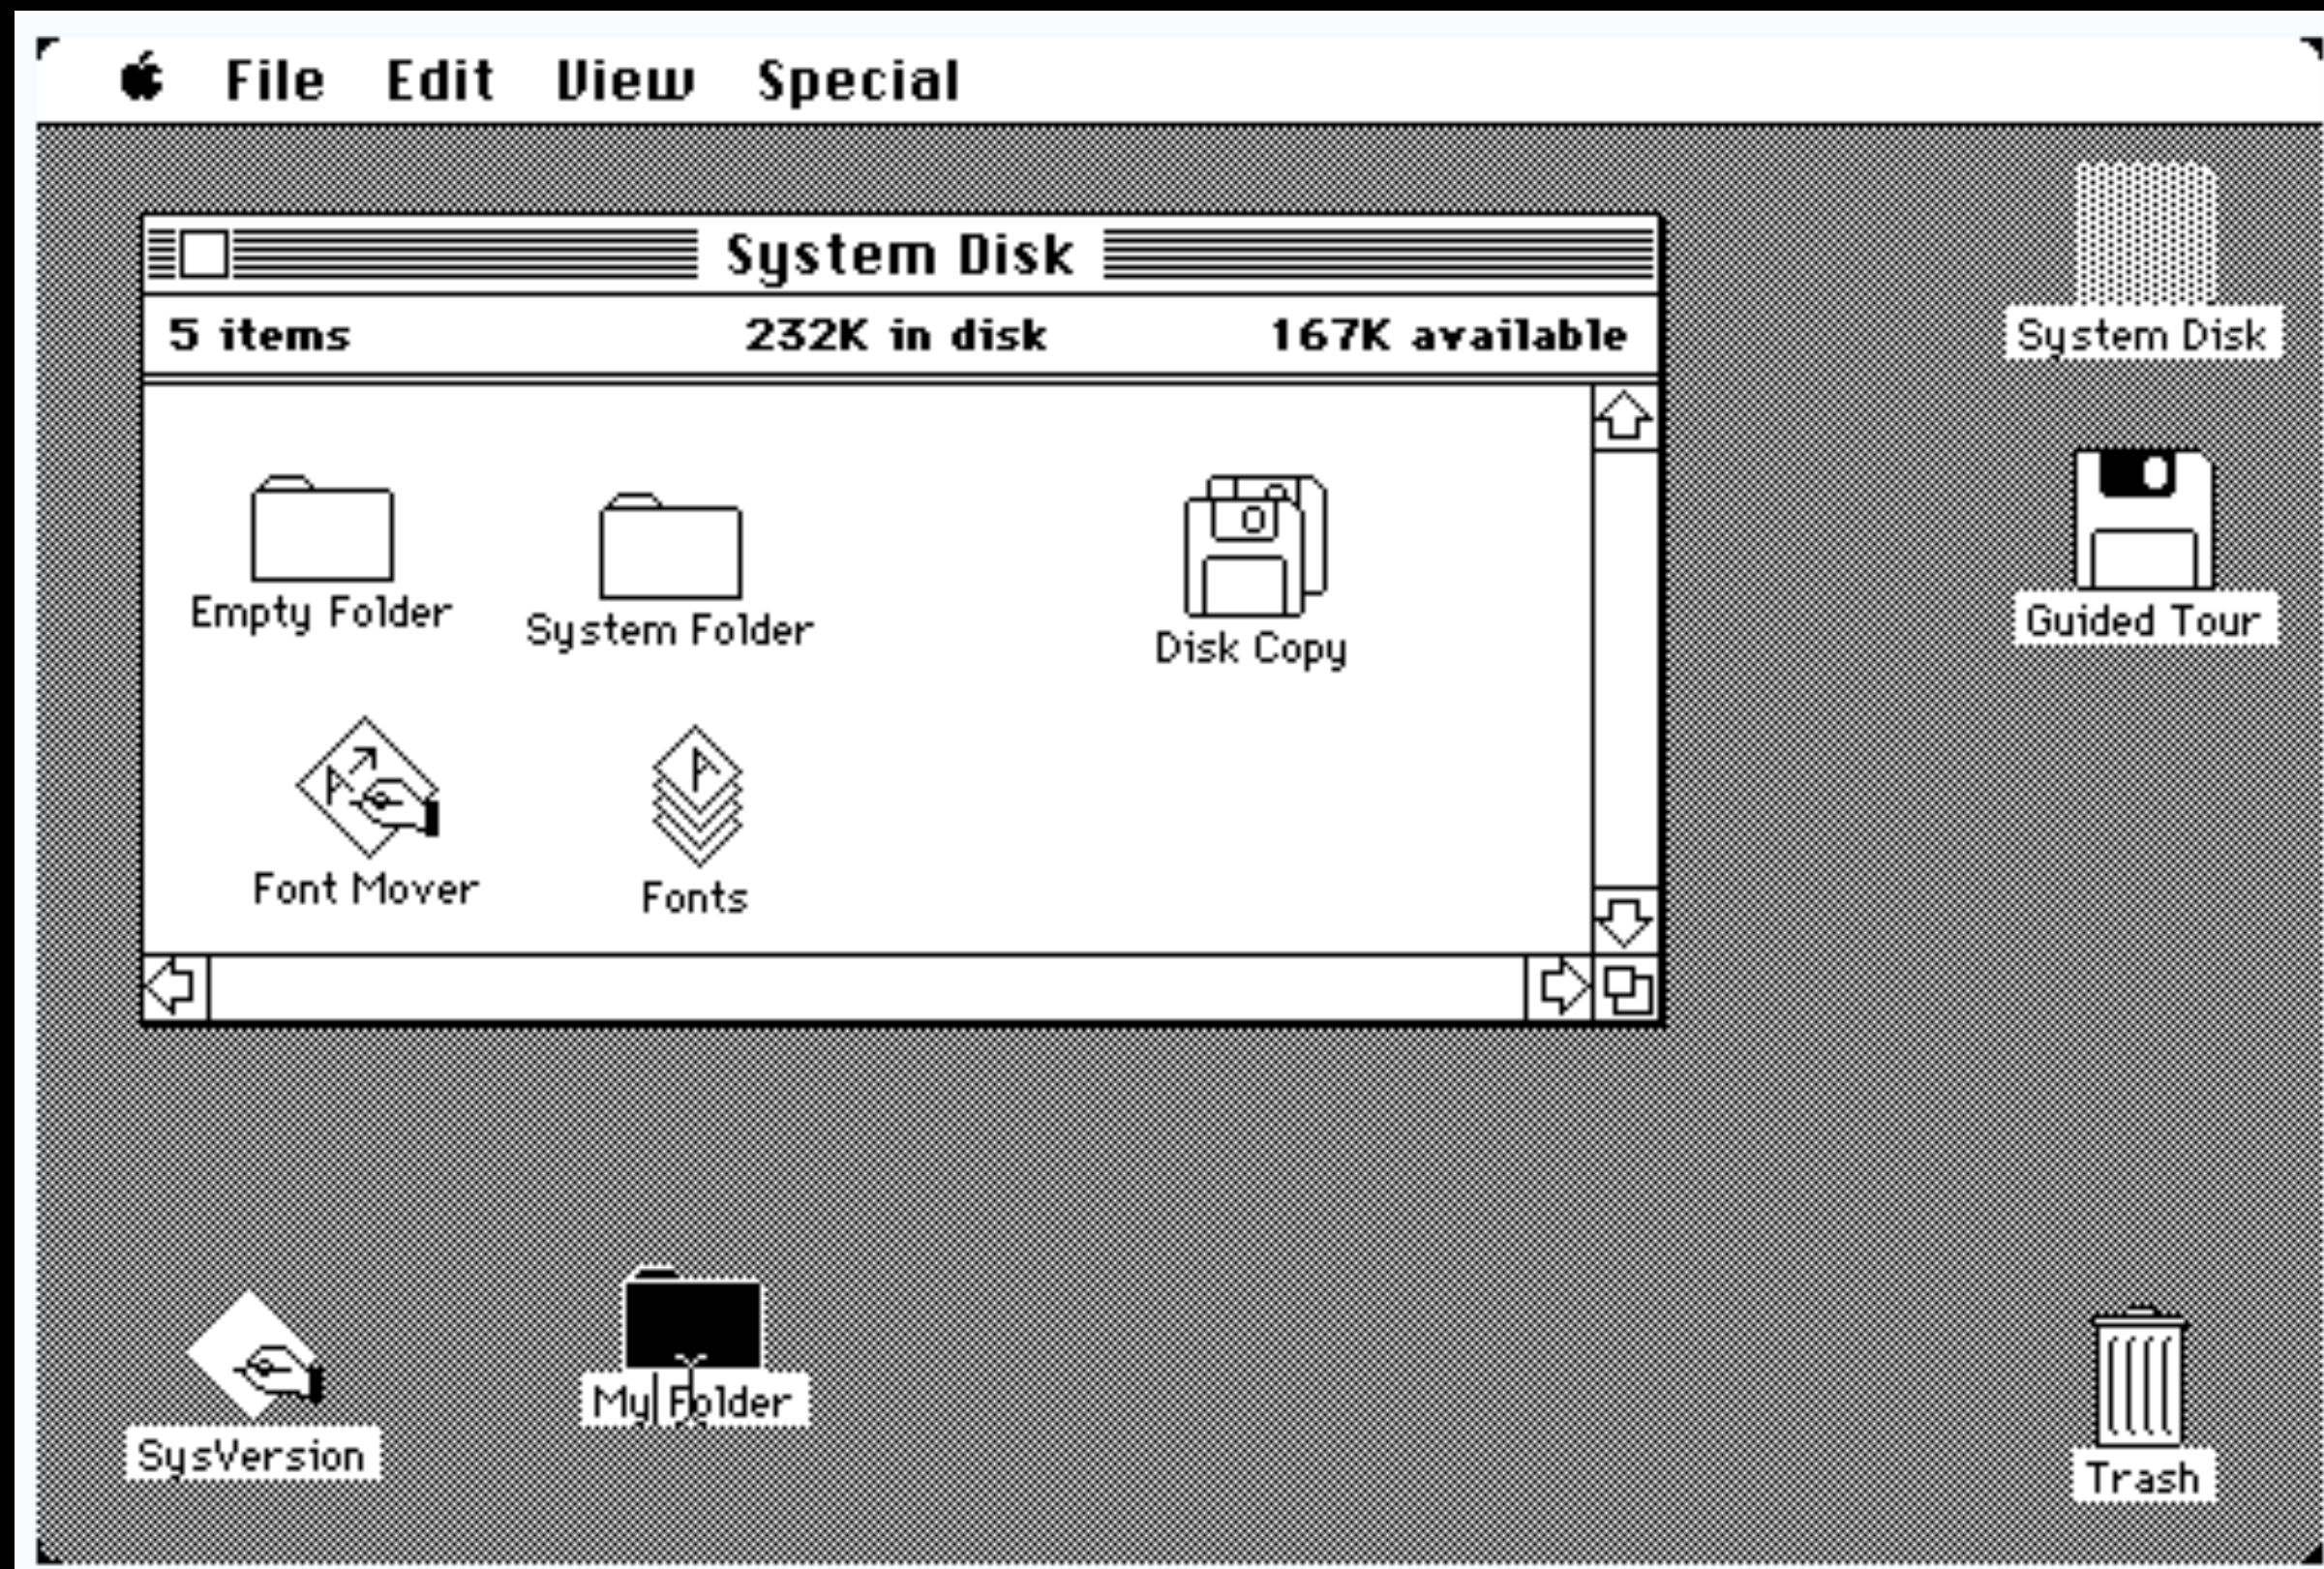 File Edit View Special
System Disk
5 items 232K in disk 167K available
Empty Folder
System Folder
Disk Copy
Font Mover
Fonts
System Disk
Guided Tour
SysVersion
My Folder
Trash